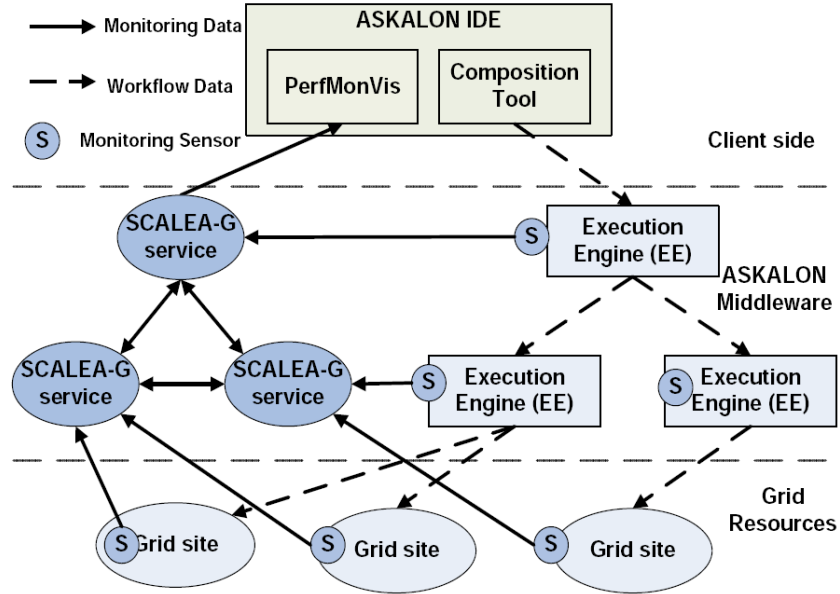 Monitoring Data
ASKALON IDE
Workflow Data
PerfMonVis
Composition
Tool
S
Monitoring Sensor
Client side
SCALEA-G
service
S
Execution
Engine (EE)
ASKALON
Middleware
SCALEA-G
service
SCALEA-G
service
S
Execution
Engine (EE)
S
Execution
Engine (EE)
Grid
Resources
S
Grid site
S
Grid site
S
Grid site